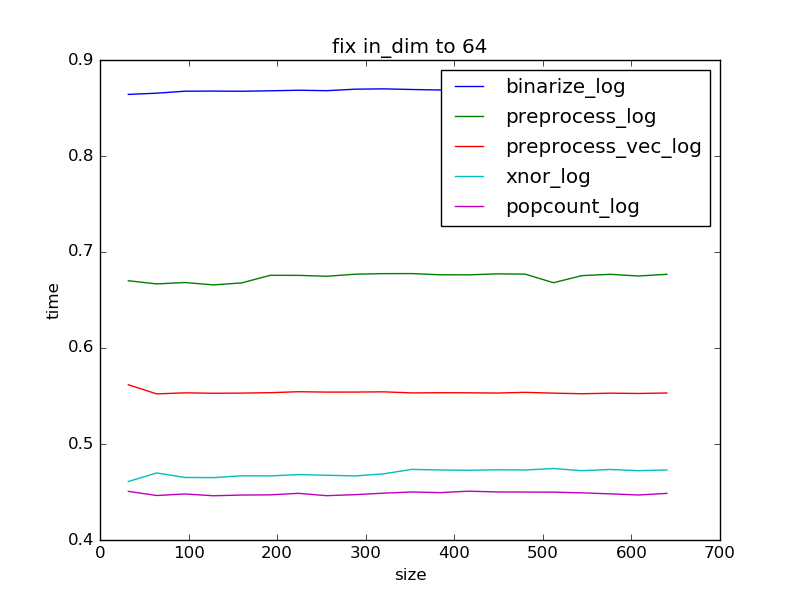 fix in_dim to 64
0.9
0.8
0.7
0.6
0.5
0.4
time
binarize_log
preprocess_log
preprocess_vec_log
xnor_log
popcount_log
0 100 200 300 400 500 600 700
size